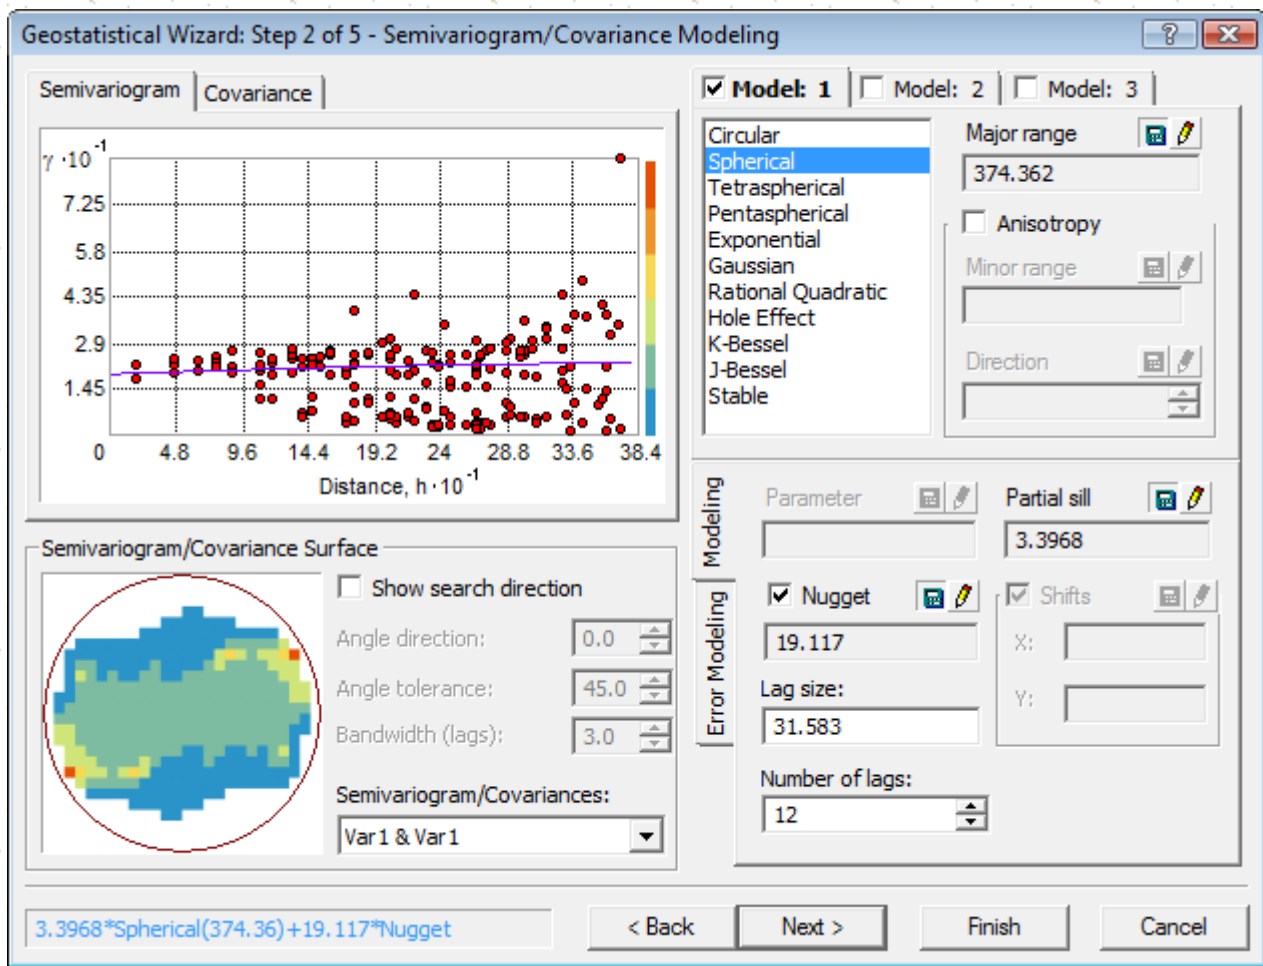 Geostatistical Wizard: Step 2 of 5 - Semivariogram/Covariance Modeling
Semivariogram
Covariance
γ ·10 -1
7.25
5.8
4.35
2.9
1.45
0 4.8 9.6 14.4 19.2 24 28.8 33.6 38.4
Distance, h · 10 -1
Semivariogram/Covariance Surface
Show search direction
Angle direction: 0.0
Angle tolerance: 45.0
Bandwidth (lags): 3.0
Semivariogram/Covariances:
Var1 & Var1
Model: 1 Model: 2 Model: 3
Circular
Spherical
Tetraspherical
Pentaspherical
Exponential
Gaussian
Rational Quadratic
Hole Effect
K-Bessel
J-Bessel
Stable
Major range
374.362
Anisotropy
Minor range
Direction
Modeling
Error Modeling
Parameter
Partial sill
3.3968
Nugget
19.117
Shifts
X:
Y:
Lag size:
31.583
Number of lags:
12
3.3968*Spherical(374.36)+19.117*Nugget
< Back
Next >
Finish
Cancel